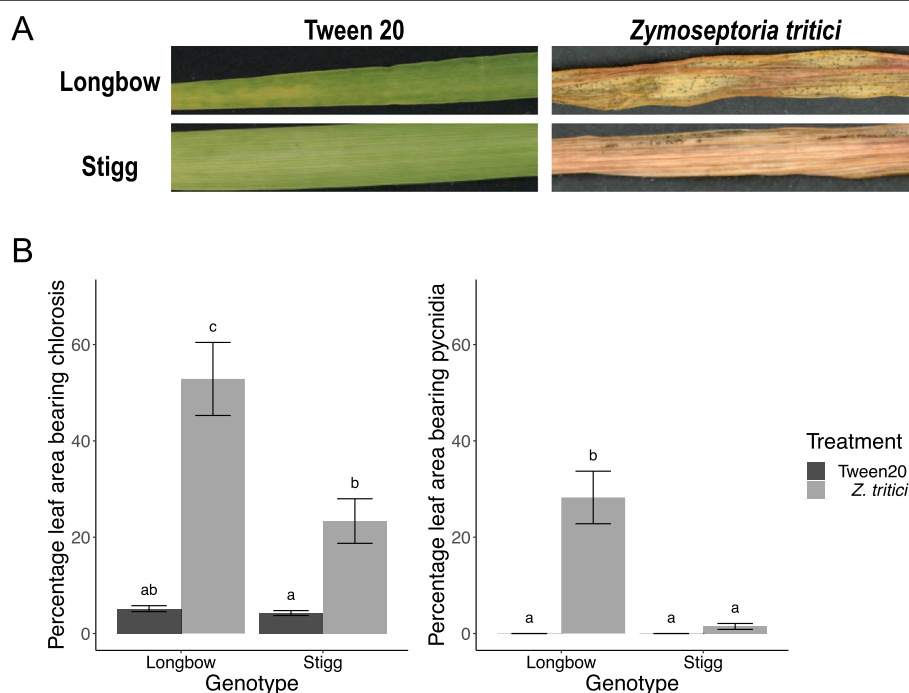 A
Tween 20
Zymoseptoria tritici
Longbow
Stigg
B
Percentage leaf area bearing chlorosis
60
40
20
0
ab
c
a
b
Longbow
Stigg
Genotype
Percentage leaf area bearing pycnidia
60
40
20
0
a
b
a
a
Longbow
Stigg
Genotype
Treatment
Tween20
Z. tritici